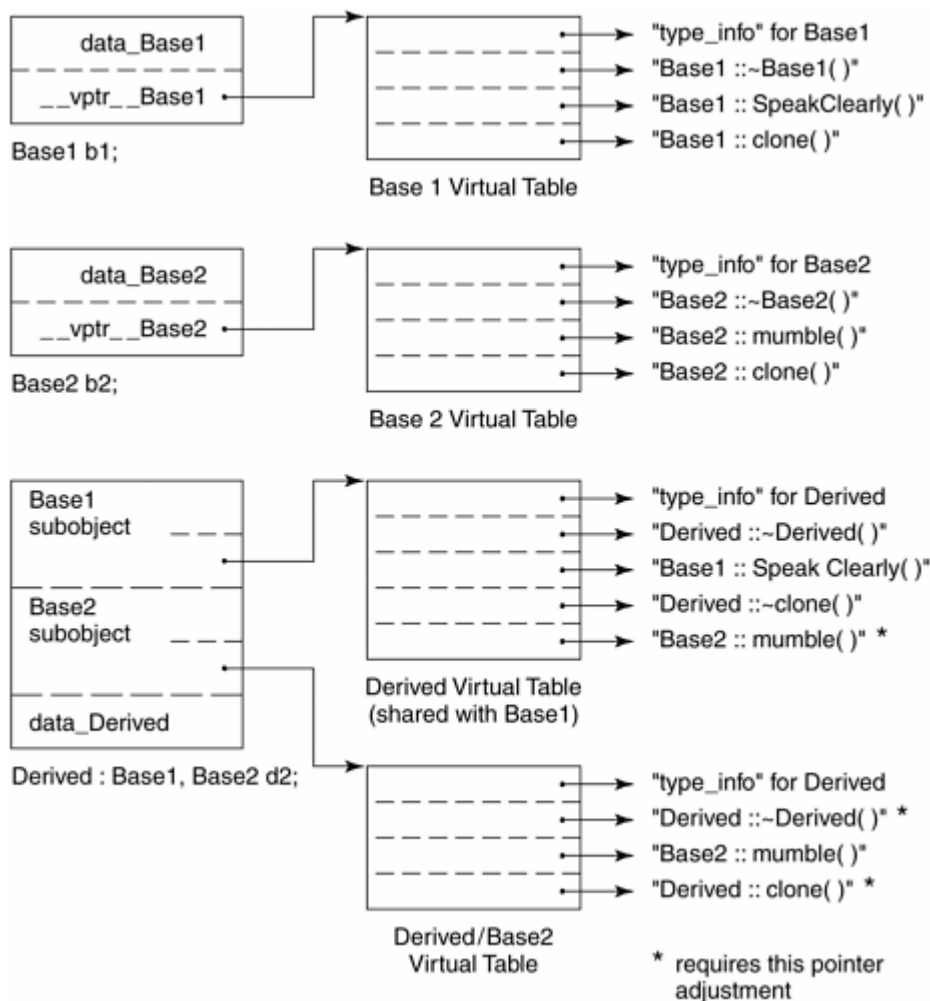 data_Base1
__vptr__Base1
Base1 b1;
"type_info" for Base1
"Base1 ::~Base1( )"
"Base1 :: SpeakClearly( )"
"Base1 :: clone( )"
Base 1 Virtual Table
data_Base2
__vptr__Base2
Base2 b2;
"type_info" for Base2
"Base2 ::~Base2( )"
"Base2 :: mumble( )"
"Base2 :: clone( )"
Base 2 Virtual Table
Base1
subobject
Base2
subobject
data_Derived
Derived : Base1, Base2 d2;
"type_info" for Derived
"Derived ::~Derived( )"
"Base1 :: Speak Clearly( )"
"Derived ::~clone( )"
"Base2 :: mumble( )" *
Derived Virtual Table
(shared with Base1)
"type_info" for Derived
"Derived ::~Derived( )" *
"Base2 :: mumble( )"
"Derived :: clone( )" *
Derived/Base2
Virtual Table
* requires this pointer
adjustment